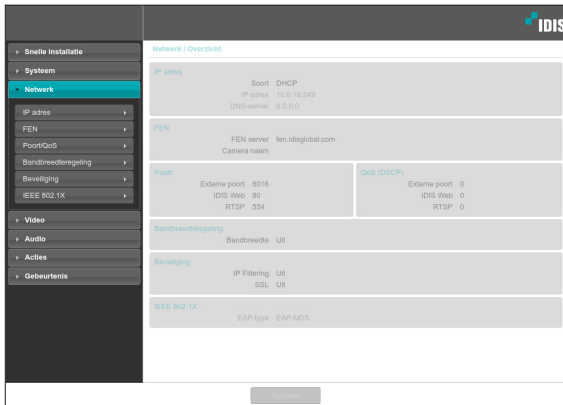 IDIS
Snelle Installatie
Systeem
Netwerk
IP adres
FEN
Poort/QoS
Bandbreedteregeling
Beveiliging
IEEE 802.1X
Video
Audio
Acties
Gebeurtenis
Netwerk / Overzicht
IP adres
Soort DHCP
IP adres 10.0.18.249
DNS-server 0.0.0.0
FEN
FEN server fen.idisglobal.com
Camera naam
Poort
Externe poort 8016
IDIS Web 80
RTSP 554
QoS (DSCP)
Externe poort 0
IDIS Web 0
RTSP 0
Bandbreedteregeling
Bandbreedte Uit
Beveiliging
IP Filtering Uit
SSL Uit
IEEE 802.1X
EAP-type EAP-MD5